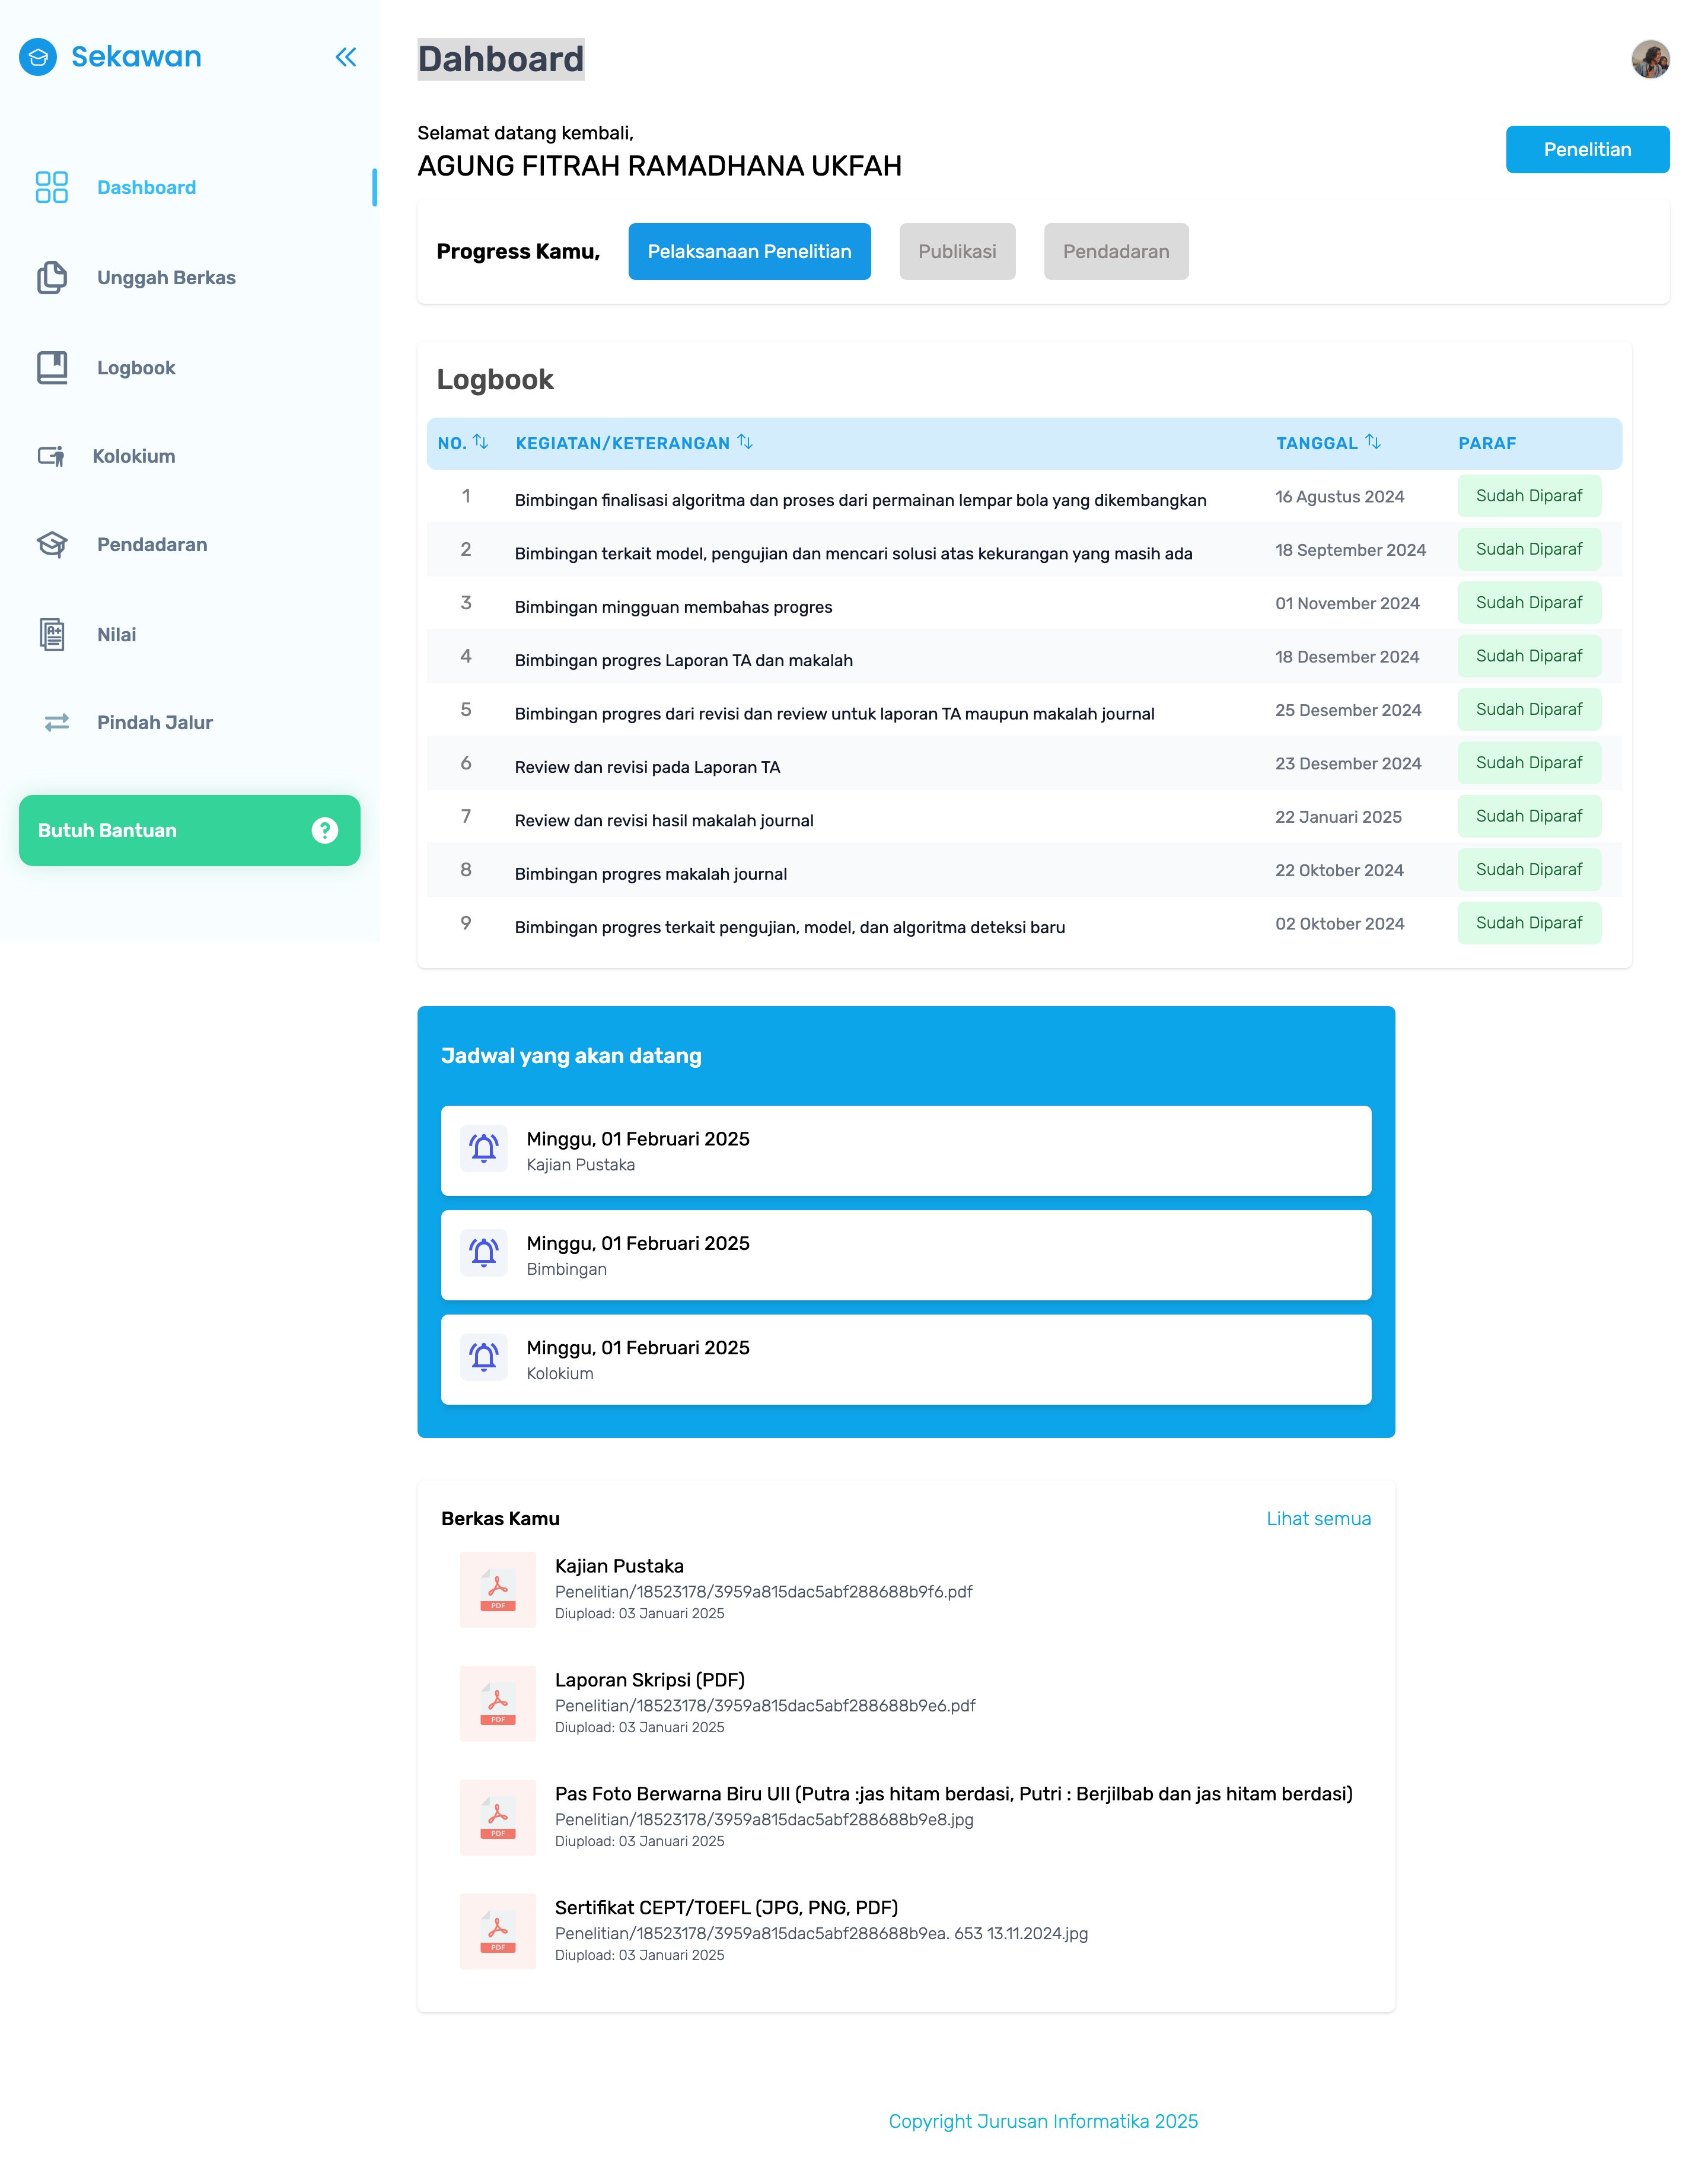 Sekawan
Dashboard
Unggah Berkas
Logbook
Kolokium
Pendadaran
Nilai
Pindah Jalur
Butuh Bantuan
Dahboard
Selamat datang kembali,
AGUNG FITRAH RAMADHANA UKFAH
Penelitian
Progress Kamu, Pelaksanaan Penelitian Publikasi Pendadaran
Logbook
NO. KEGIATAN/KETERANGAN TANGGAL PARAF
1 Bimbingan finalisasi algoritma dan proses dari permainan lempar bola yang dikembangkan 16 Agustus 2024 Sudah Diparaf
2 Bimbingan terkait model, pengujian dan mencari solusi atas kekurangan yang masih ada 18 September 2024 Sudah Diparaf
3 Bimbingan mingguan membahas progres 01 November 2024 Sudah Diparaf
4 Bimbingan progres Laporan TA dan makalah 18 Desember 2024 Sudah Diparaf
5 Bimbingan progres dari revisi dan review untuk laporan TA maupun makalah journal 25 Desember 2024 Sudah Diparaf
6 Review dan revisi pada Laporan TA 23 Desember 2024 Sudah Diparaf
7 Review dan revisi hasil makalah journal 22 Januari 2025 Sudah Diparaf
8 Bimbingan progres makalah journal 22 Oktober 2024 Sudah Diparaf
9 Bimbingan progres terkait pengujian, model, dan algoritma deteksi baru 02 Oktober 2024 Sudah Diparaf
Jadwal yang akan datang
Minggu, 01 Februari 2025
Kajian Pustaka
Minggu, 01 Februari 2025
Bimbingan
Minggu, 01 Februari 2025
Kolokium
Berkas Kamu Lihat semua
PDF
Kajian Pustaka
Penelitian/18523178/3959a815dac5abf288688b9f6.pdf
Diupload: 03 Januari 2025
PDF
Laporan Skripsi (PDF)
Penelitian/18523178/3959a815dac5abf288688b9e6.pdf
Diupload: 03 Januari 2025
PDF
Pas Foto Berwarna Biru UII (Putra :jas hitam berdasi, Putri : Berjilbab dan jas hitam berdasi)
Penelitian/18523178/3959a815dac5abf288688b9e8.jpg
Diupload: 03 Januari 2025
PDF
Sertifikat CEPT/TOEFL (JPG, PNG, PDF)
Penelitian/18523178/3959a815dac5abf288688b9ea. 653 13.11.2024.jpg
Diupload: 03 Januari 2025
Copyright Jurusan Informatika 2025